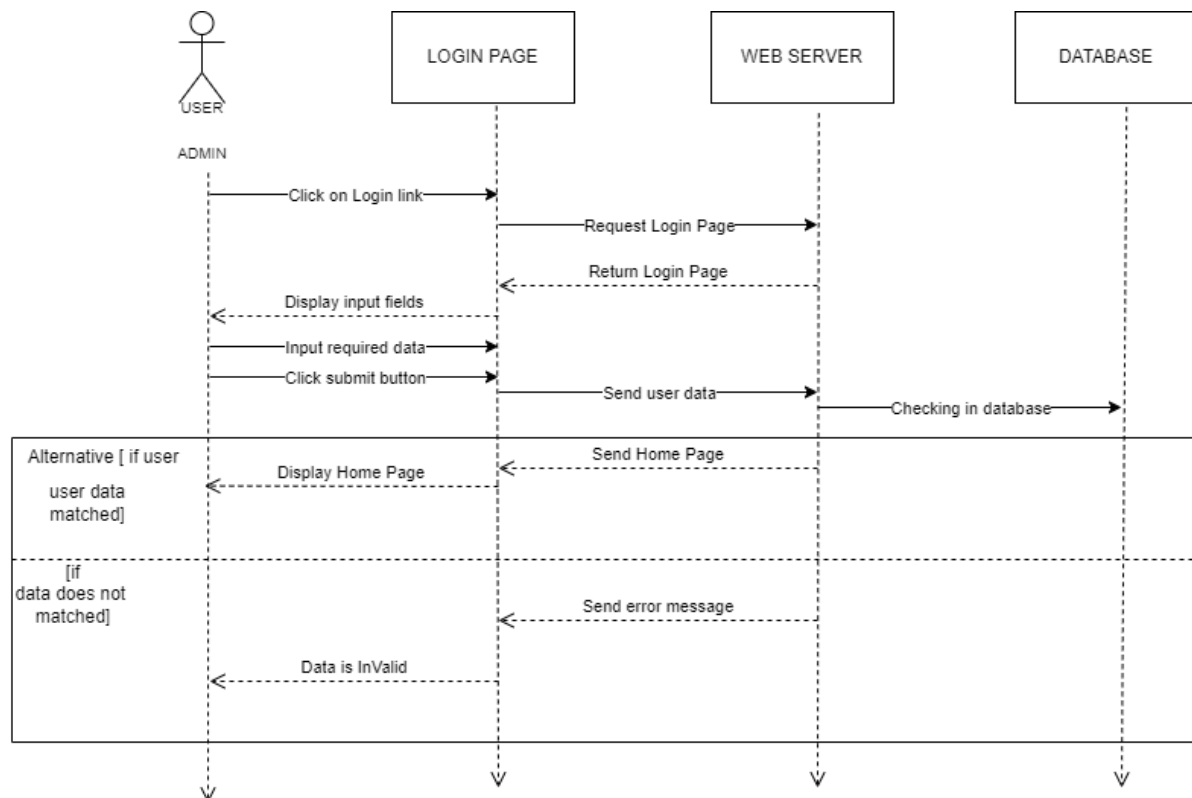 LOGIN PAGE
WEB SERVER
DATABASE
USER
ADMIN
Click on Login link
Request Login Page
Return Login Page
Display input fields
Input required data
Click submit button
Send user data
Checking in database
Alternative [ if user
user data
matched]
Send Home Page
Display Home Page
[if
data does not
matched]
Send error message
Data is InValid